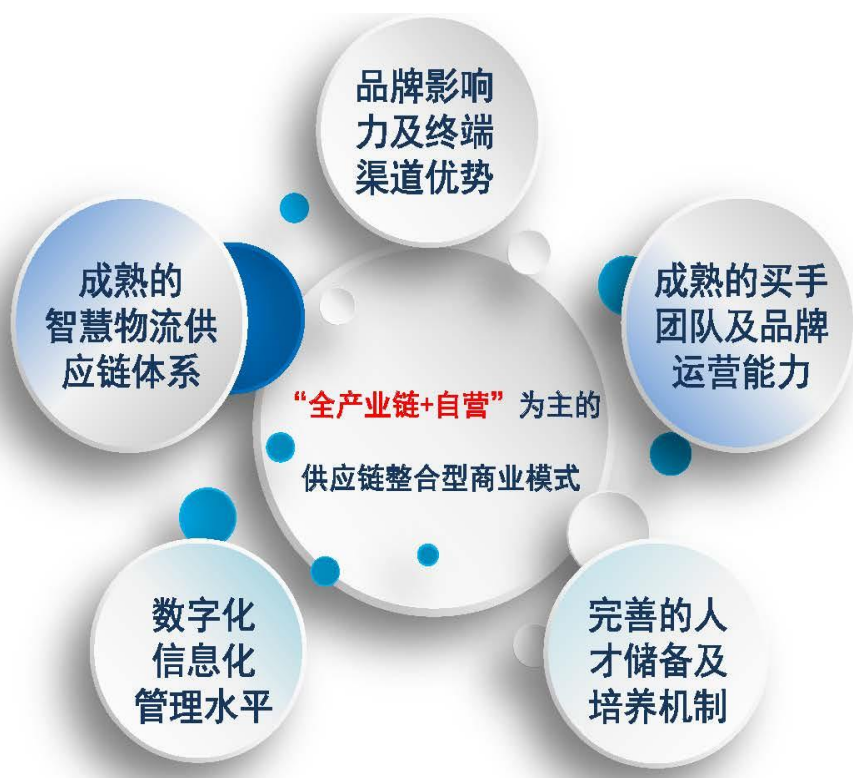 品牌影响
力及终端
渠道优势
成熟的
智慧物流供
应链体系
成熟的买手
团队及品牌
运营能力
“全产业链+自营”为主的
供应链整合型商业模式
数字化
信息化
管理水平
完善的人
才储备及
培养机制